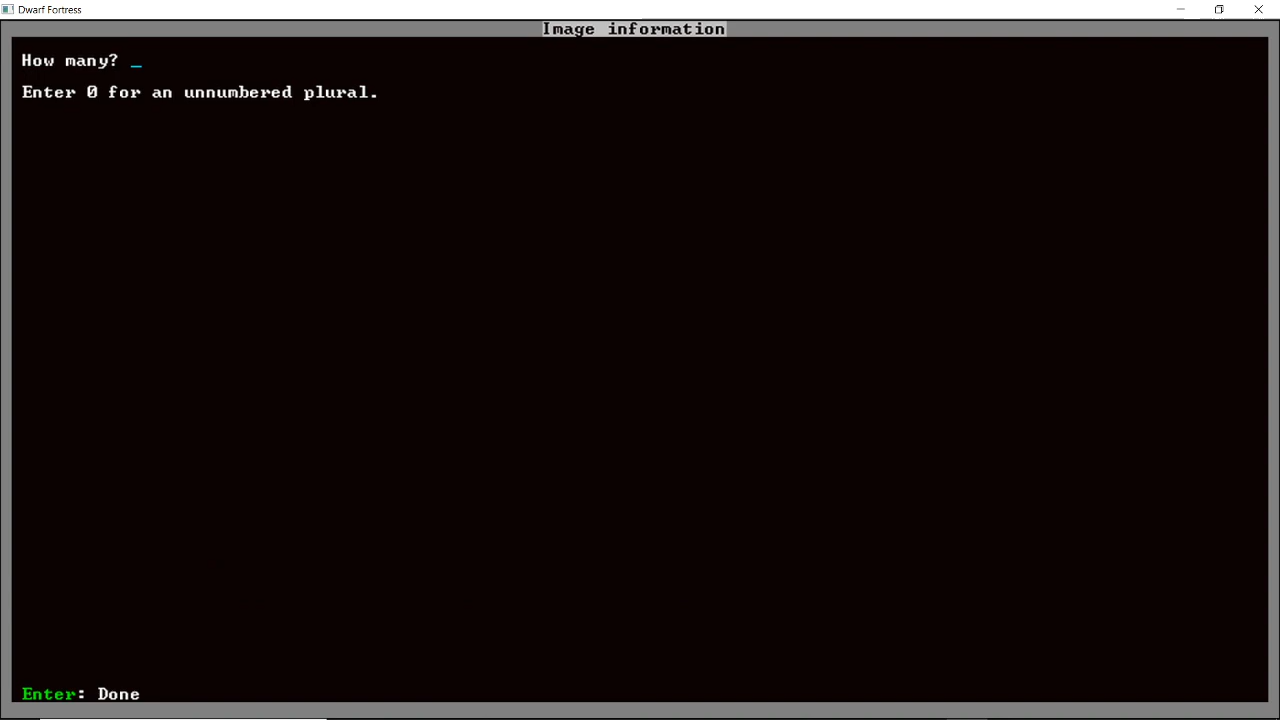 Dwarf Fortress
Image information
How many? _
Enter 0 for an unnumbered plural.
Enter: Done